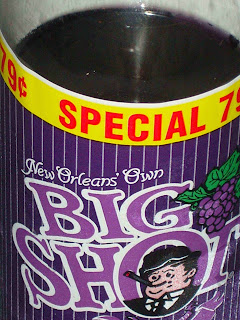 79¢ SPECIAL 79
New Orleans' Own
BIG
SHOT